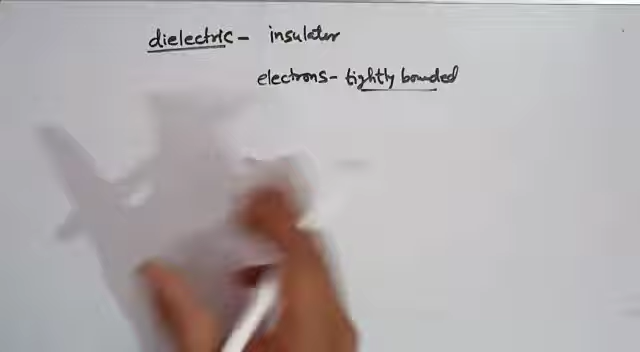 dielectric - insulator
electrons - tightly bounded